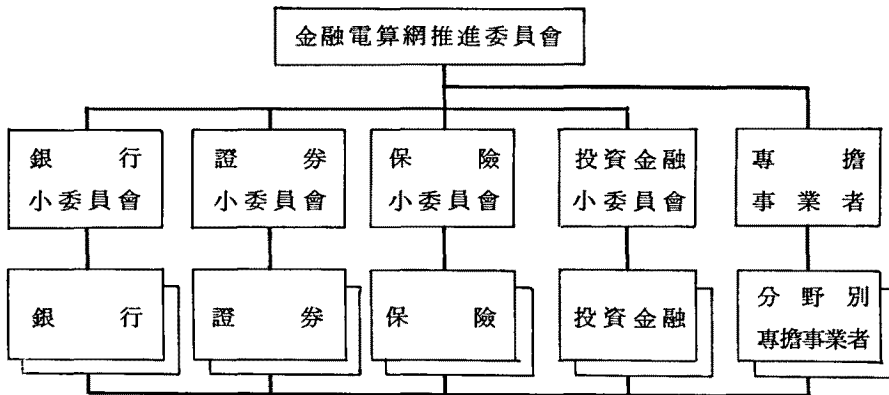 金融電算網推進委員會
銀行
小委員會
證券
小委員會
保險
小委員會
投資金融
小委員會
專擔
事業者
銀行
證券
保險
投資金融
分野別
專擔事業者